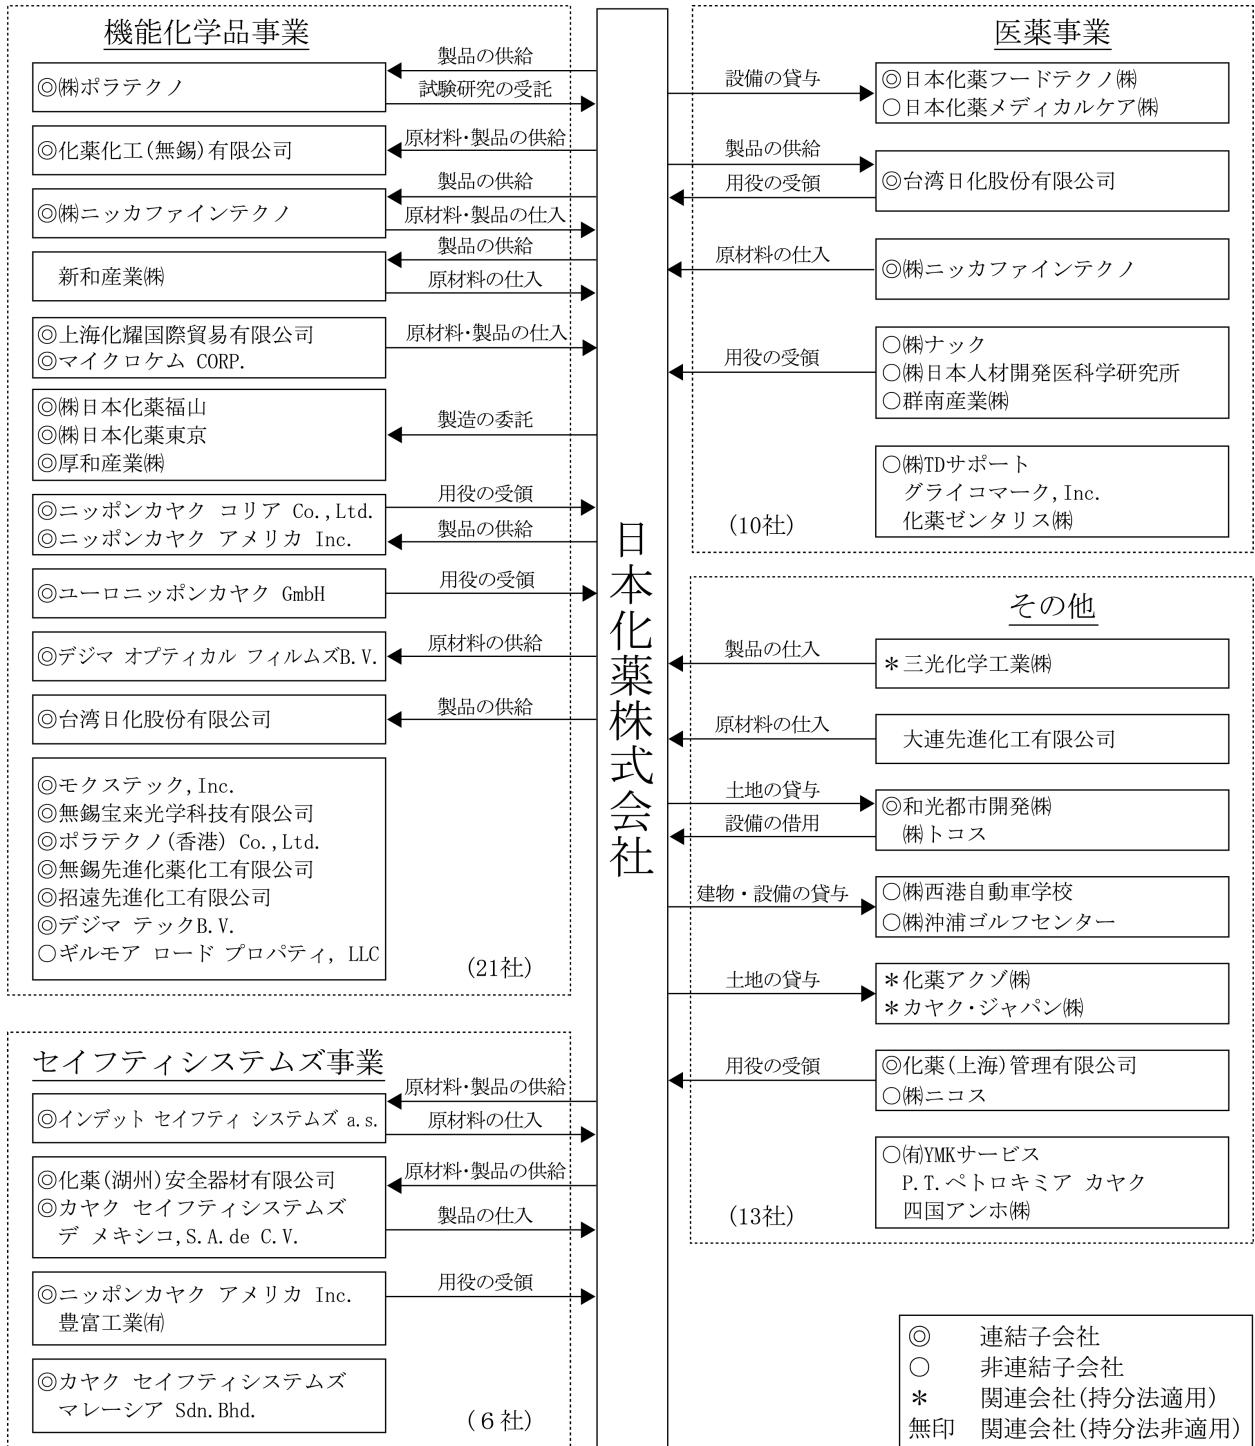 機能化学品事業
製品の供給
◎㈱ポラテクノ
試験研究の受託
原材料・製品の供給
◎化薬化工(無錫)有限公司
製品の供給
◎㈱ニッカファインテクノ
原材料・製品の仕入
製品の供給
新和産業㈱
原材料の仕入
◎上海化耀国際貿易有限公司
原材料・製品の仕入
◎マイクロケム CORP.
◎㈱日本化薬福山
製造の委託
◎㈱日本化薬東京
◎厚和産業㈱
用役の受領
◎ニッポンカヤク コリア Co.,Ltd.
製品の供給
◎ニッポンカヤク アメリカ Inc.
用役の受領
◎ユーロニッポンカヤク GmbH
原材料の供給
◎デジマ オプティカル フィルムズB.V.
製品の供給
◎台湾日化股份有限公司
◎モクステック,Inc.
◎無錫宝来光学科技有限公司
◎ポラテクノ(香港) Co.,Ltd.
◎無錫先進化薬化工有限公司
◎招遠先進化工有限公司
◎デジマ テックB.V.
○ギルモア ロード プロパティ, LLC
(21社)
セイフティシステムズ事業
原材料・製品の供給
◎インデット セイフティ システムズ a.s.
原材料の仕入
原材料・製品の供給
◎化薬(湖州)安全器材有限公司
◎カヤク セイフティシステムズ
デ メキシコ,S.A.de C.V.
製品の仕入
用役の受領
◎ニッポンカヤク アメリカ Inc.
豊富工業㈲
◎カヤク セイフティシステムズ
マレーシア Sdn.Bhd.
(6社)
日本化薬株式会社
医薬事業
設備の貸与
◎日本化薬フードテクノ㈱
○日本化薬メディカルケア㈱
製品の供給
用役の受領
◎台湾日化股份有限公司
原材料の仕入
◎㈱ニッカファインテクノ
用役の受領
○㈱ナック
○㈱日本人材開発医科学研究所
○群南産業㈱
○㈱TDサポート
グライコマーク,Inc.
化薬ゼンタリス㈱
(10社)
その他
製品の仕入
＊三光化学工業㈱
原材料の仕入
大連先進化工有限公司
土地の貸与
◎和光都市開発㈱
設備の借用
㈱トコス
建物・設備の貸与
○㈱西港自動車学校
○㈱沖浦ゴルフセンター
土地の貸与
＊化薬アクゾ㈱
＊カヤク・ジャパン㈱
用役の受領
◎化薬(上海)管理有限公司
○㈱ニコス
○㈲YMKサービス
P.T.ペトロキミア カヤク
四国アンホ㈱
(13社)
◎ 連結子会社
○ 非連結子会社
＊ 関連会社(持分法適用)
無印 関連会社(持分法非適用)